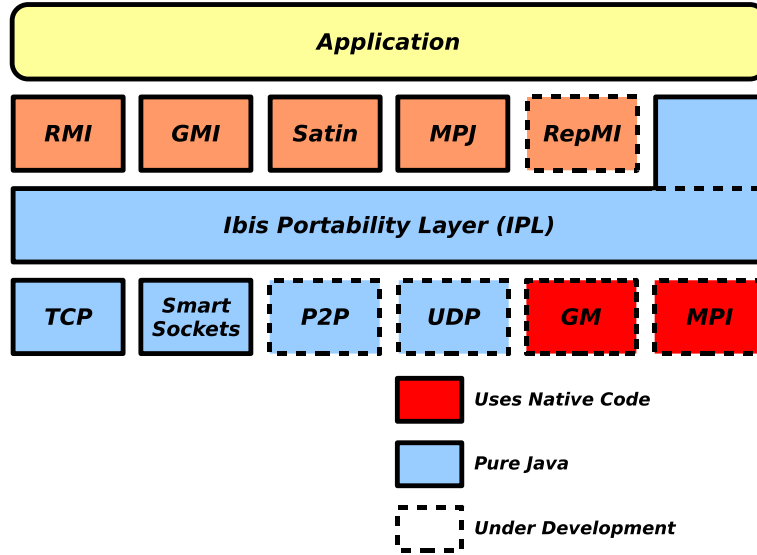 Application
RMI
GMI
Satin
MPJ
RepMI
Ibis Portability Layer (IPL)
TCP
Smart
Sockets
P2P
UDP
GM
MPI
Uses Native Code
Pure Java
Under Development